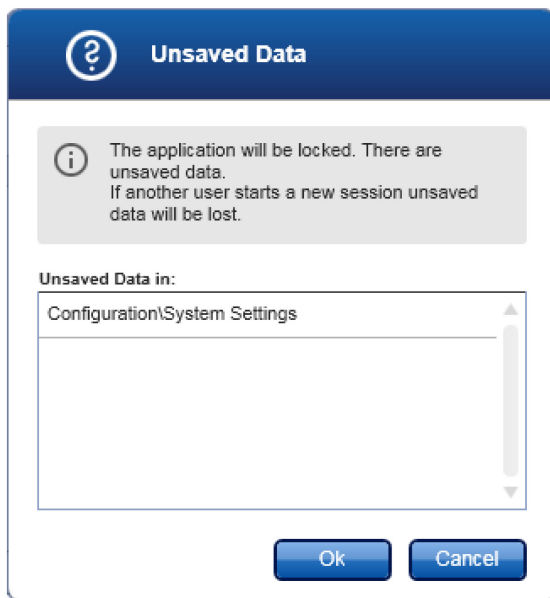 Unsaved Data
The application will be locked. There are
unsaved data.
If another user starts a new session unsaved
data will be lost.
Unsaved Data in:
Configuration\System Settings
Ok
Cancel